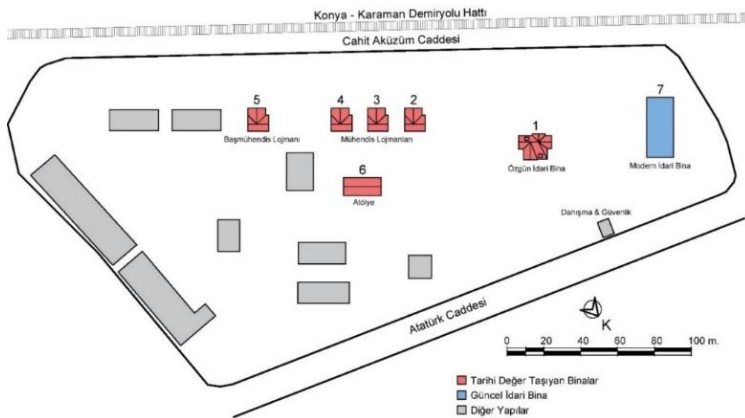 Konya - Karaman Demiryolu Hattı
Cahit Aküzüm Caddesi
5
4
3
2
1
7
Başmühendis Lojmanı
Mühendis Lojmanları
Özgün İdari Bina
Modern İdari Bina
6
Atölye
Danışma & Güvenlik
Atatürk Caddesi
K
0 20 40 60 80 100 m.
Tarihi Değer Taşıyan Binalar
Güncel İdari Bina
Diğer Yapılar